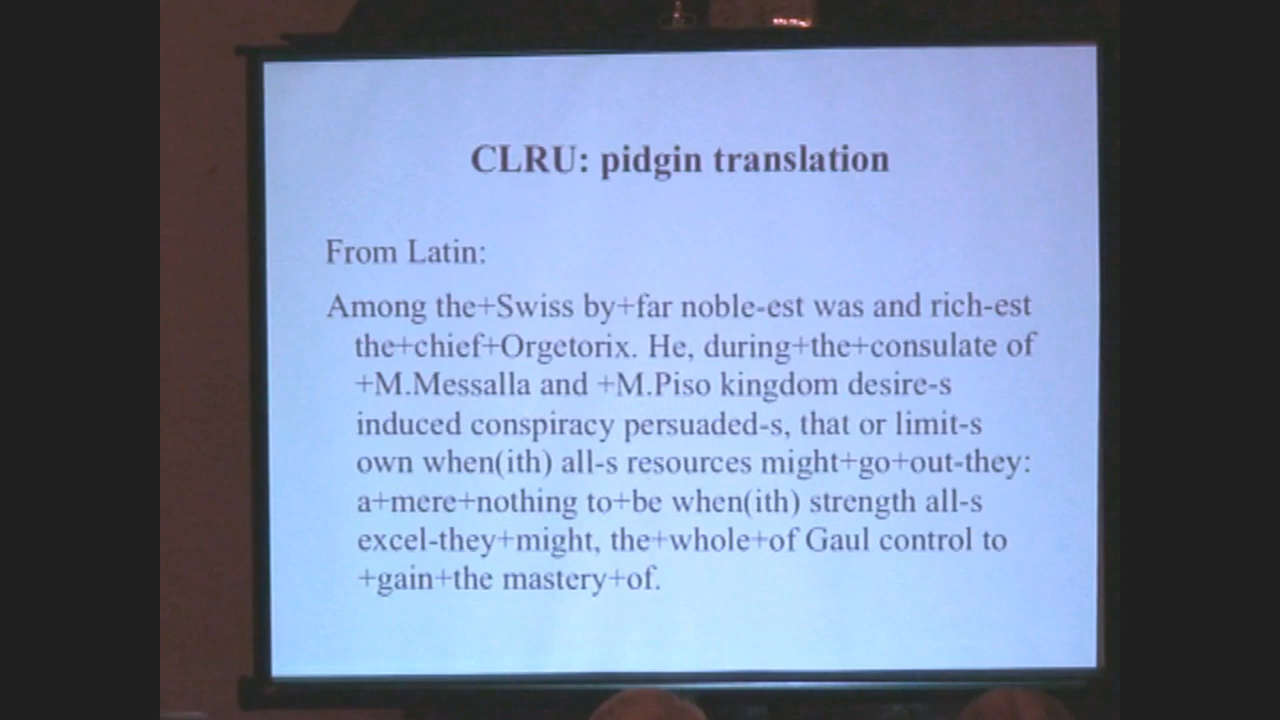 CLRU: pidgin translation
From Latin:
Among the+Swiss by+far noble-est was and rich-est
the+chief+Orgetorix. He, during+the+consulate of
+M.Messalla and +M.Piso kingdom desire-s
induced conspiracy persuaded-s, that or limit-s
own when(ith) all-s resources might+go+out-they:
a+mere+nothing to+be when(ith) strength all-s
excel-they+might, the+whole+of Gaul control to
+gain+the mastery+of.